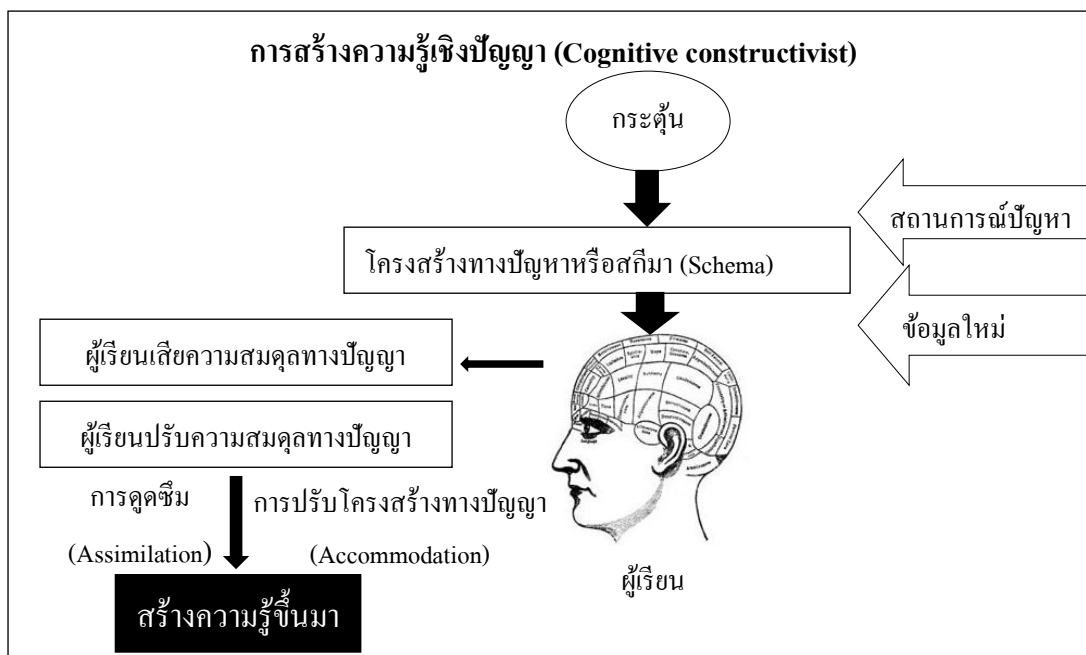 การสร้างความรู้เชิงปัญญา (Cognitive constructivist)
กระตุ้น
สถานการณ์ปัญหา
โครงสร้างทางปัญหาหรือสกีมา (Schema)
ข้อมูลใหม่
ผู้เรียนเสียความสมดุลทางปัญญา
ผู้เรียนปรับความสมดุลทางปัญญา
การดูดซึม
(Assimilation)
การปรับโครงสร้างทางปัญญา
(Accommodation)
ผู้เรียน
สร้างความรู้ขึ้นมา